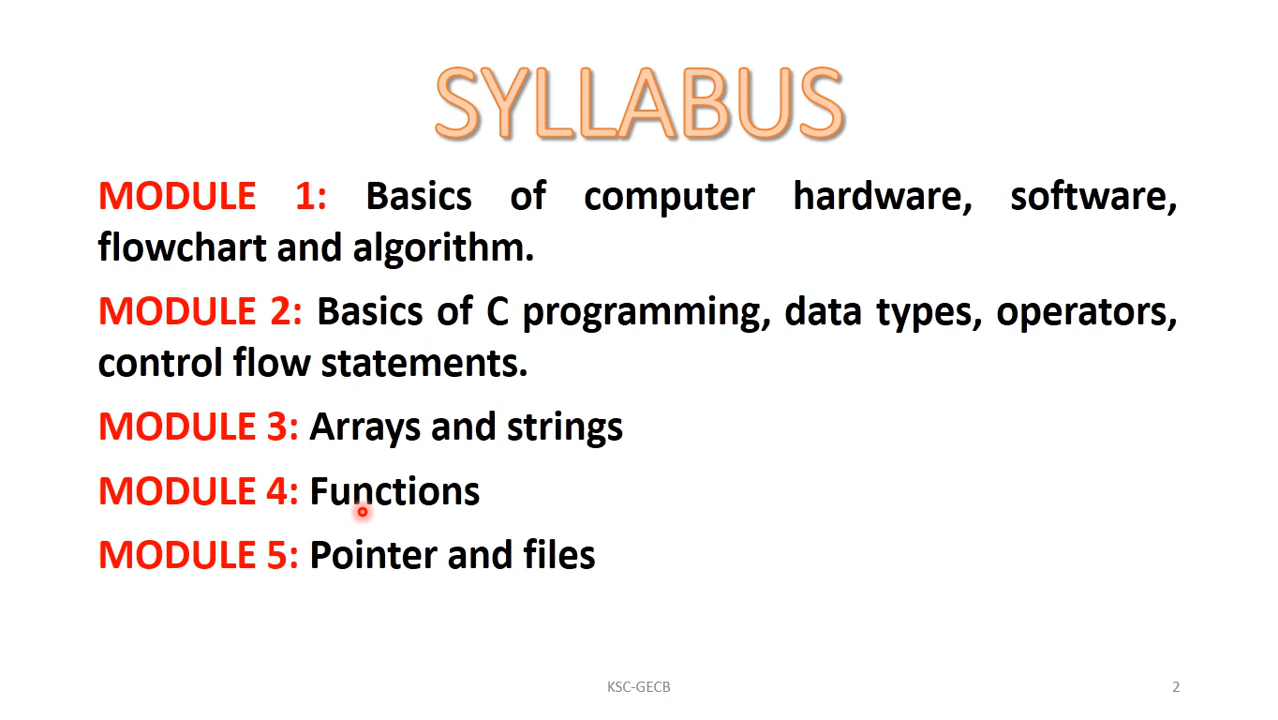 SYLLABUS
MODULE 1: Basics of computer hardware, software,
flowchart and algorithm.
MODULE 2: Basics of C programming, data types, operators,
control flow statements.
MODULE 3: Arrays and strings
MODULE 4: Functions
MODULE 5: Pointer and files
KSC-GECB
2